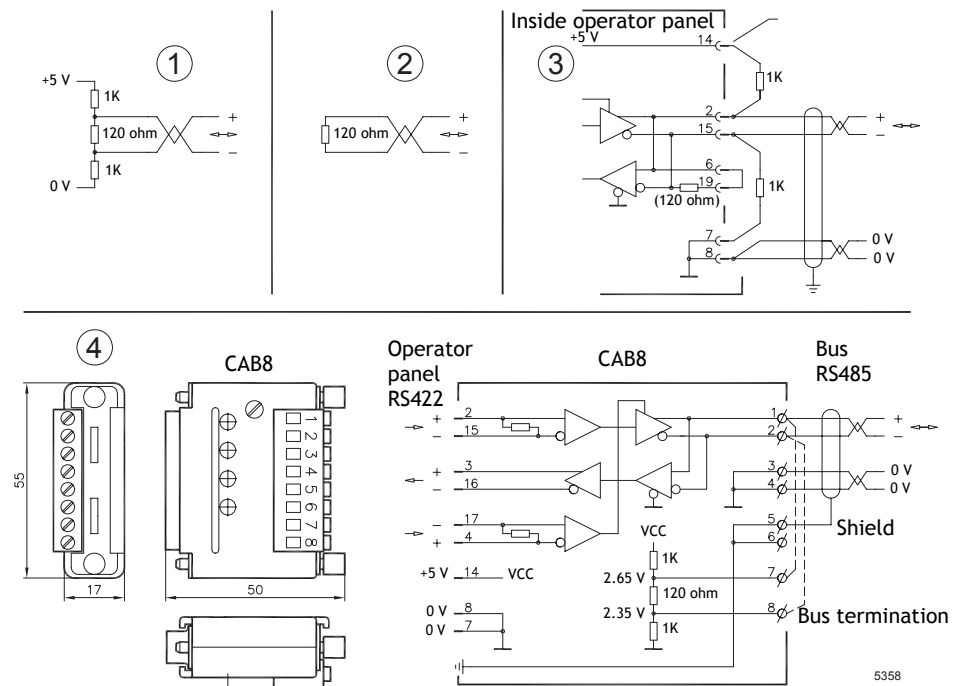 1
+5 V
1K
120 ohm
+
–
1K
0 V
2
120 ohm
+
–
Inside operator panel
+5 V
14
3
1K
2
+
15
–
6
19
(120 ohm)
1K
7
0 V
8
0 V
4
CAB8
55
17
50
1
2
3
4
5
6
7
8
Operator
panel
RS422
CAB8
Bus
RS485
+ 2
– 15
+ 3
– 16
– 17
+ 4
+5 V 14 VCC
0 V 8
0 V 7
VCC
1K
2.65 V
120 ohm
2.35 V
1K
1 +
2 –
3 0 V
4 0 V
5
Shield
6
7
8
Bus termination
5358